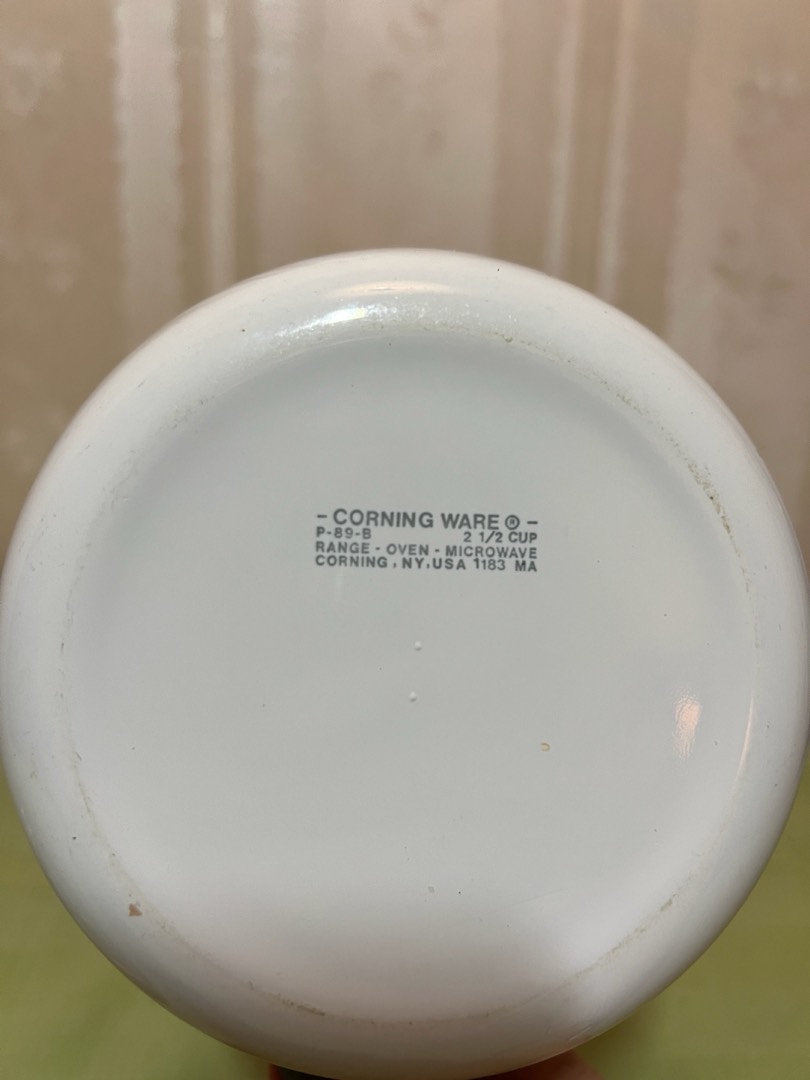 - CORNING WARE ® -
P-89-B 2 1/2 CUP
RANGE - OVEN - MICROWAVE
CORNING, NY, USA 1183 MA